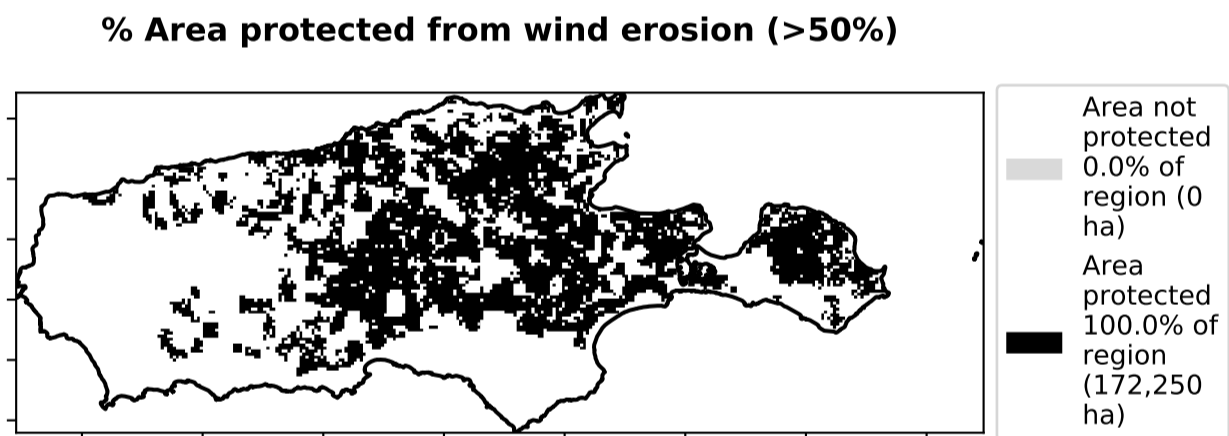 % Area protected from wind erosion (>50%)
Area not
protected
0.0% of
region (0
ha)
Area
protected
100.0% of
region
(172,250
ha)